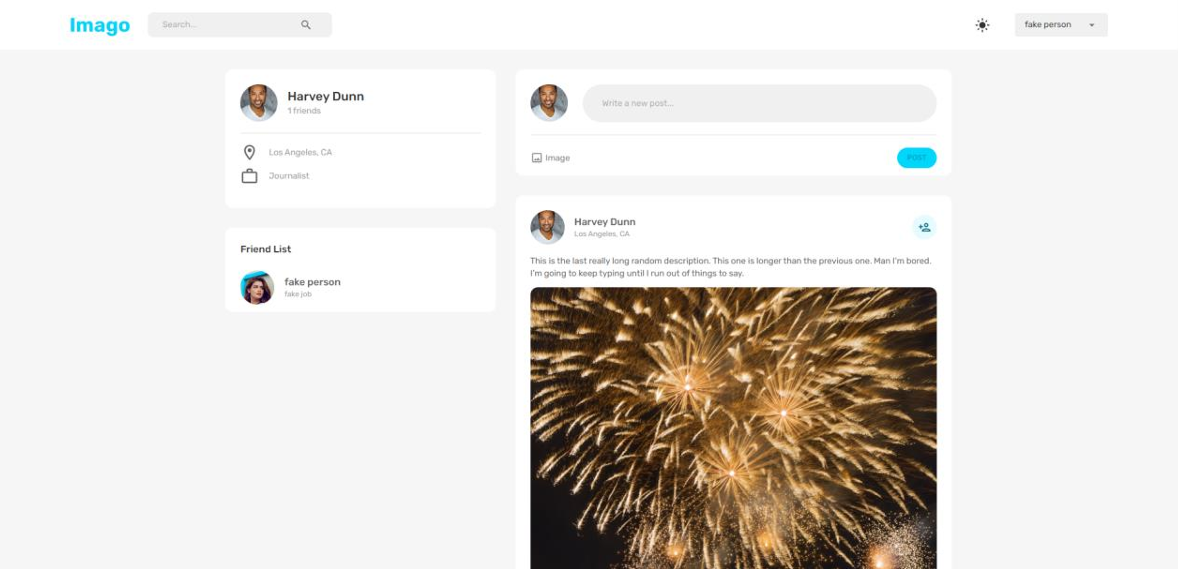 Imago
Search...
fake person
Harvey Dunn
1 friends
Los Angeles, CA
Journalist
Friend List
fake person
fake job
Write a new post...
Image
POST
Harvey Dunn
Los Angeles, CA
This is the last really long random description. This one is longer than the previous one. Man I'm bored.
I'm going to keep typing until I run out of things to say.